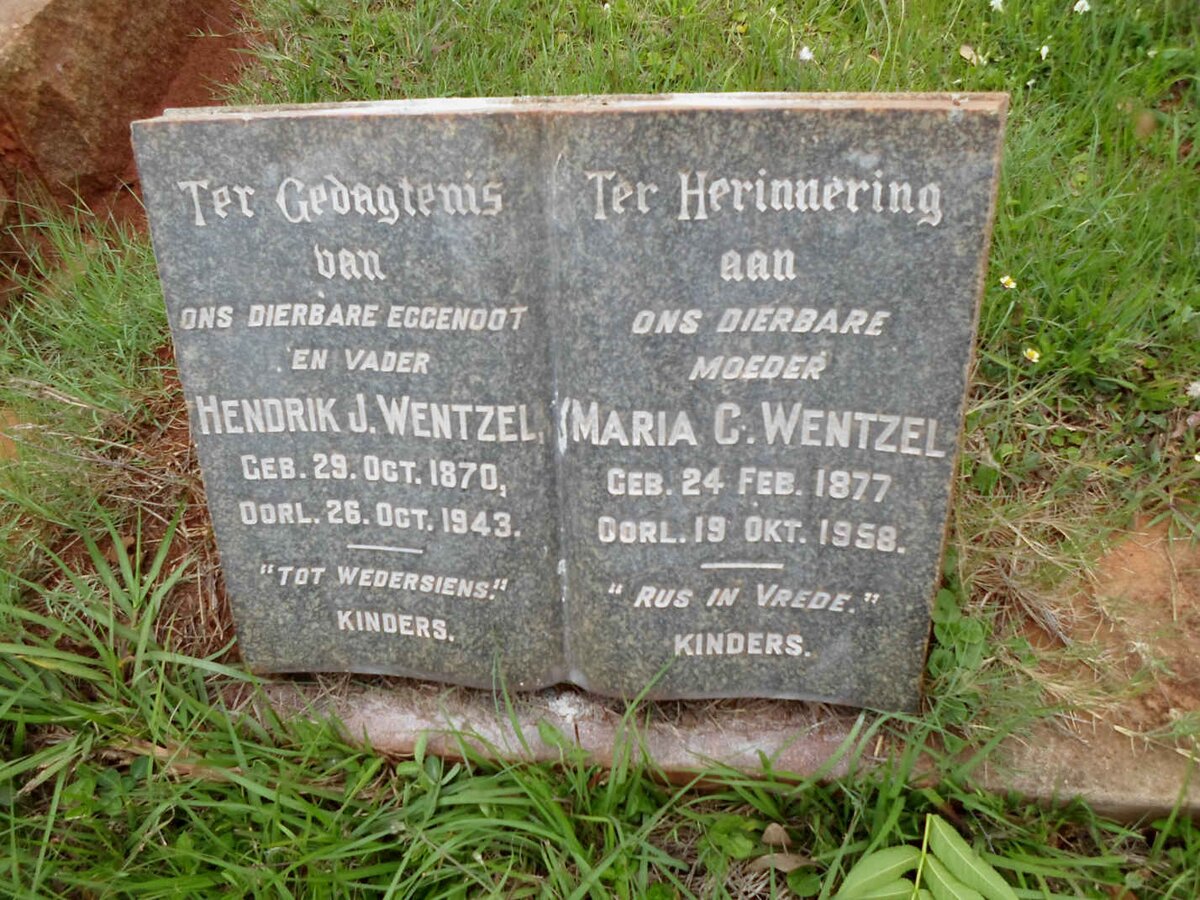 Ter Gedagtenis
van
ONS DIERBARE EGGENOOT
EN VADER
HENDRIK J. WENTZEL,
GEB. 29. OCT. 1870,
OORL. 26. OCT. 1943.
"TOT WEDERSIENS."
KINDERS.
Ter Herinnering
aan
ONS DIERBARE
MOEDER
MARIA C. WENTZEL
GEB. 24 FEB. 1877
OORL. 19 OKT. 1958.
"RUS IN VREDE."
KINDERS.